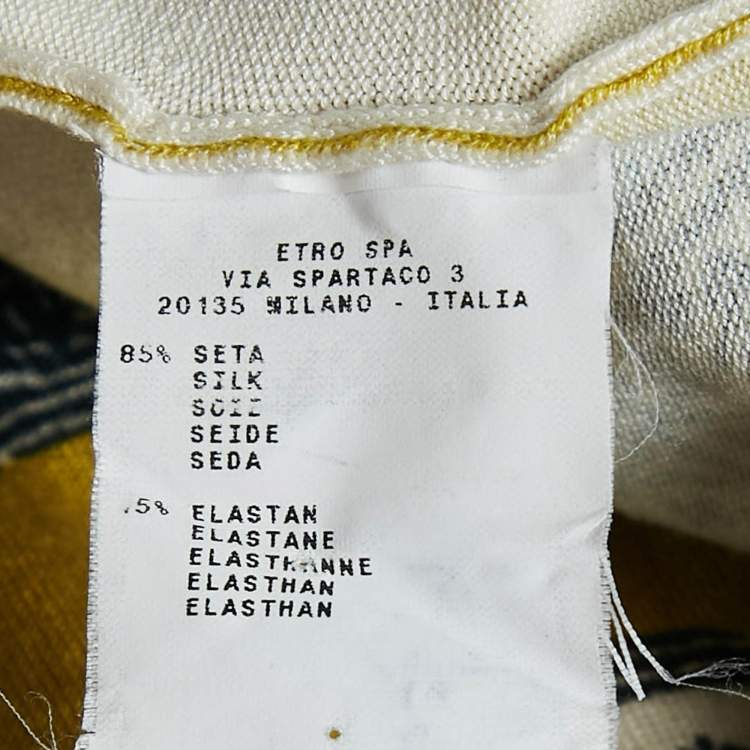 ETRO SPA
VIA SPARTACO 3
20135 MILANO - ITALIA
85% SETA
SILK
SOIE
SEIDE
SEDA
ELASTAN
ELASTANE
ELASTHANNE
ELASTHAN
ELASTHAN